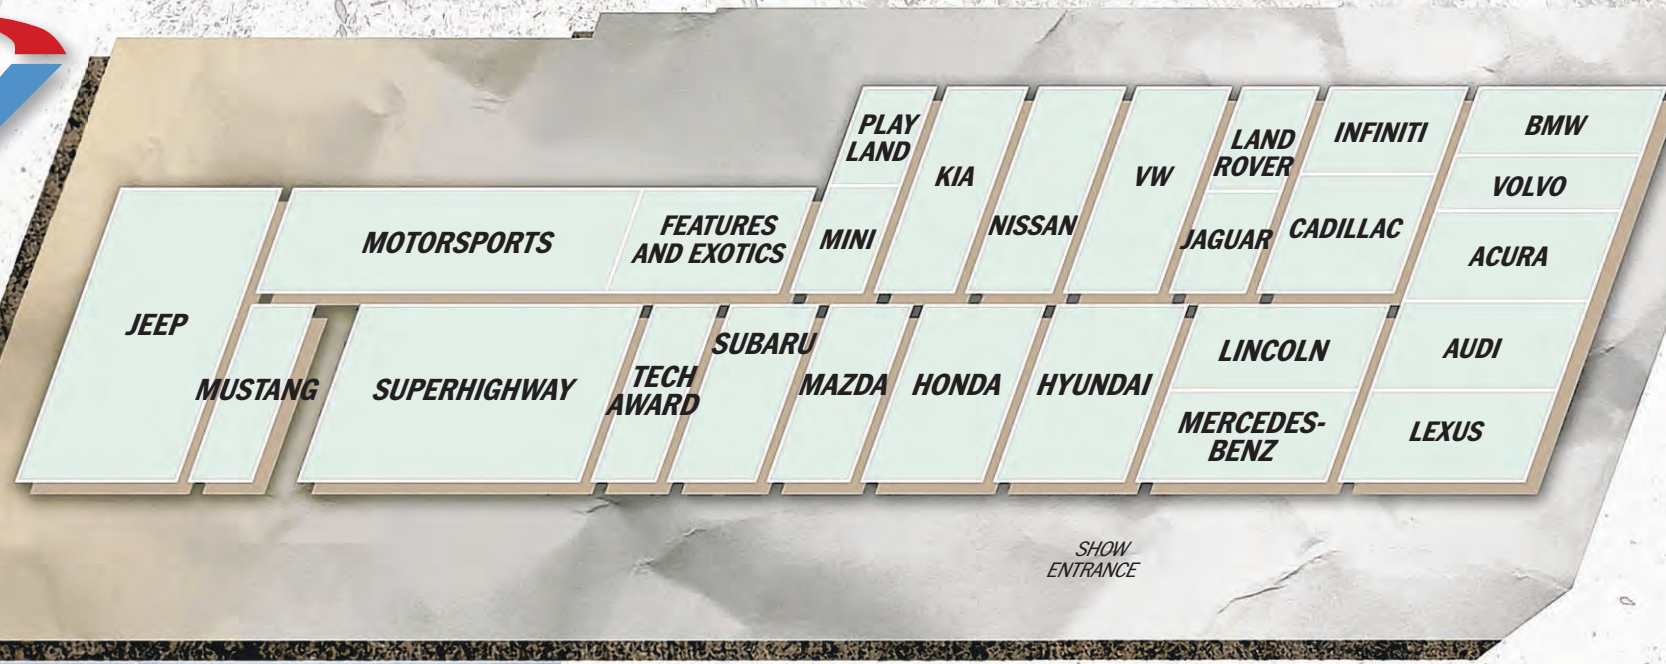 PLAY
LAND
KIA
NISSAN
VW
LAND
ROVER
INFINITI
BMW
VOLVO
MOTORSPORTS
FEATURES
AND EXOTICS
MINI
JAGUAR
CADILLAC
ACURA
JEEP
MUSTANG
SUPERHIGHWAY
TECH
AWARD
SUBARU
MAZDA
HONDA
HYUNDAI
LINCOLN
AUDI
MERCEDES-
BENZ
LEXUS
SHOW
ENTRANCE